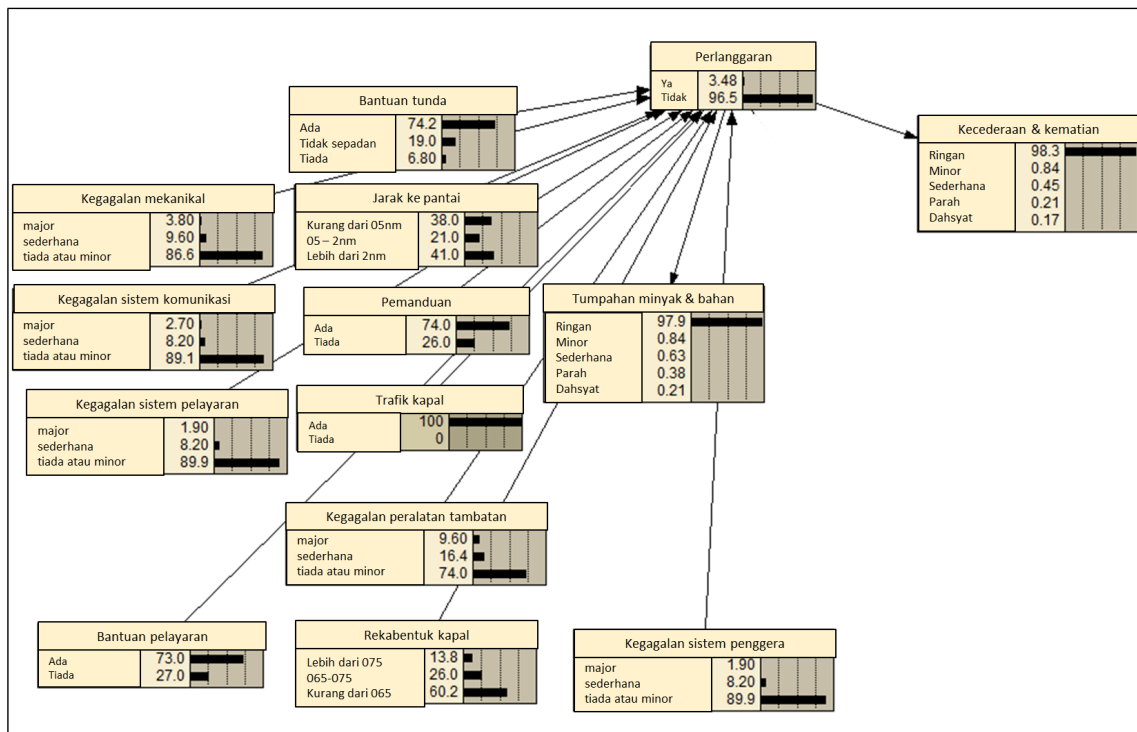 Perlanggaran
Ya 3.48
Tidak 96.5
Bantuan tunda
Ada 74.2
Tidak sepadan 19.0
Tiada 6.80
Kecederaan & kematian
Ringan 98.3
Minor 0.84
Sederhana 0.45
Parah 0.21
Dahsyat 0.17
Kegagalan mekanikal
major 3.80
sederhana 9.60
tiada atau minor 86.6
Jarak ke pantai
Kurang dari 05nm 38.0
05 – 2nm 21.0
Lebih dari 2nm 41.0
Kegagalan sistem komunikasi
major 2.70
sederhana 8.20
tiada atau minor 89.1
Pemanduan
Ada 74.0
Tiada 26.0
Tumpahan minyak & bahan
Ringan 97.9
Minor 0.84
Sederhana 0.63
Parah 0.38
Dahsyat 0.21
Kegagalan sistem pelayaran
major 1.90
sederhana 8.20
tiada atau minor 89.9
Trafik kapal
Ada 100
Tiada 0
Kegagalan peralatan tambatan
major 9.60
sederhana 16.4
tiada atau minor 74.0
Bantuan pelayaran
Ada 73.0
Tiada 27.0
Rekabentuk kapal
Lebih dari 075 13.8
065-075 26.0
Kurang dari 065 60.2
Kegagalan sistem penggera
major 1.90
sederhana 8.20
tiada atau minor 89.9